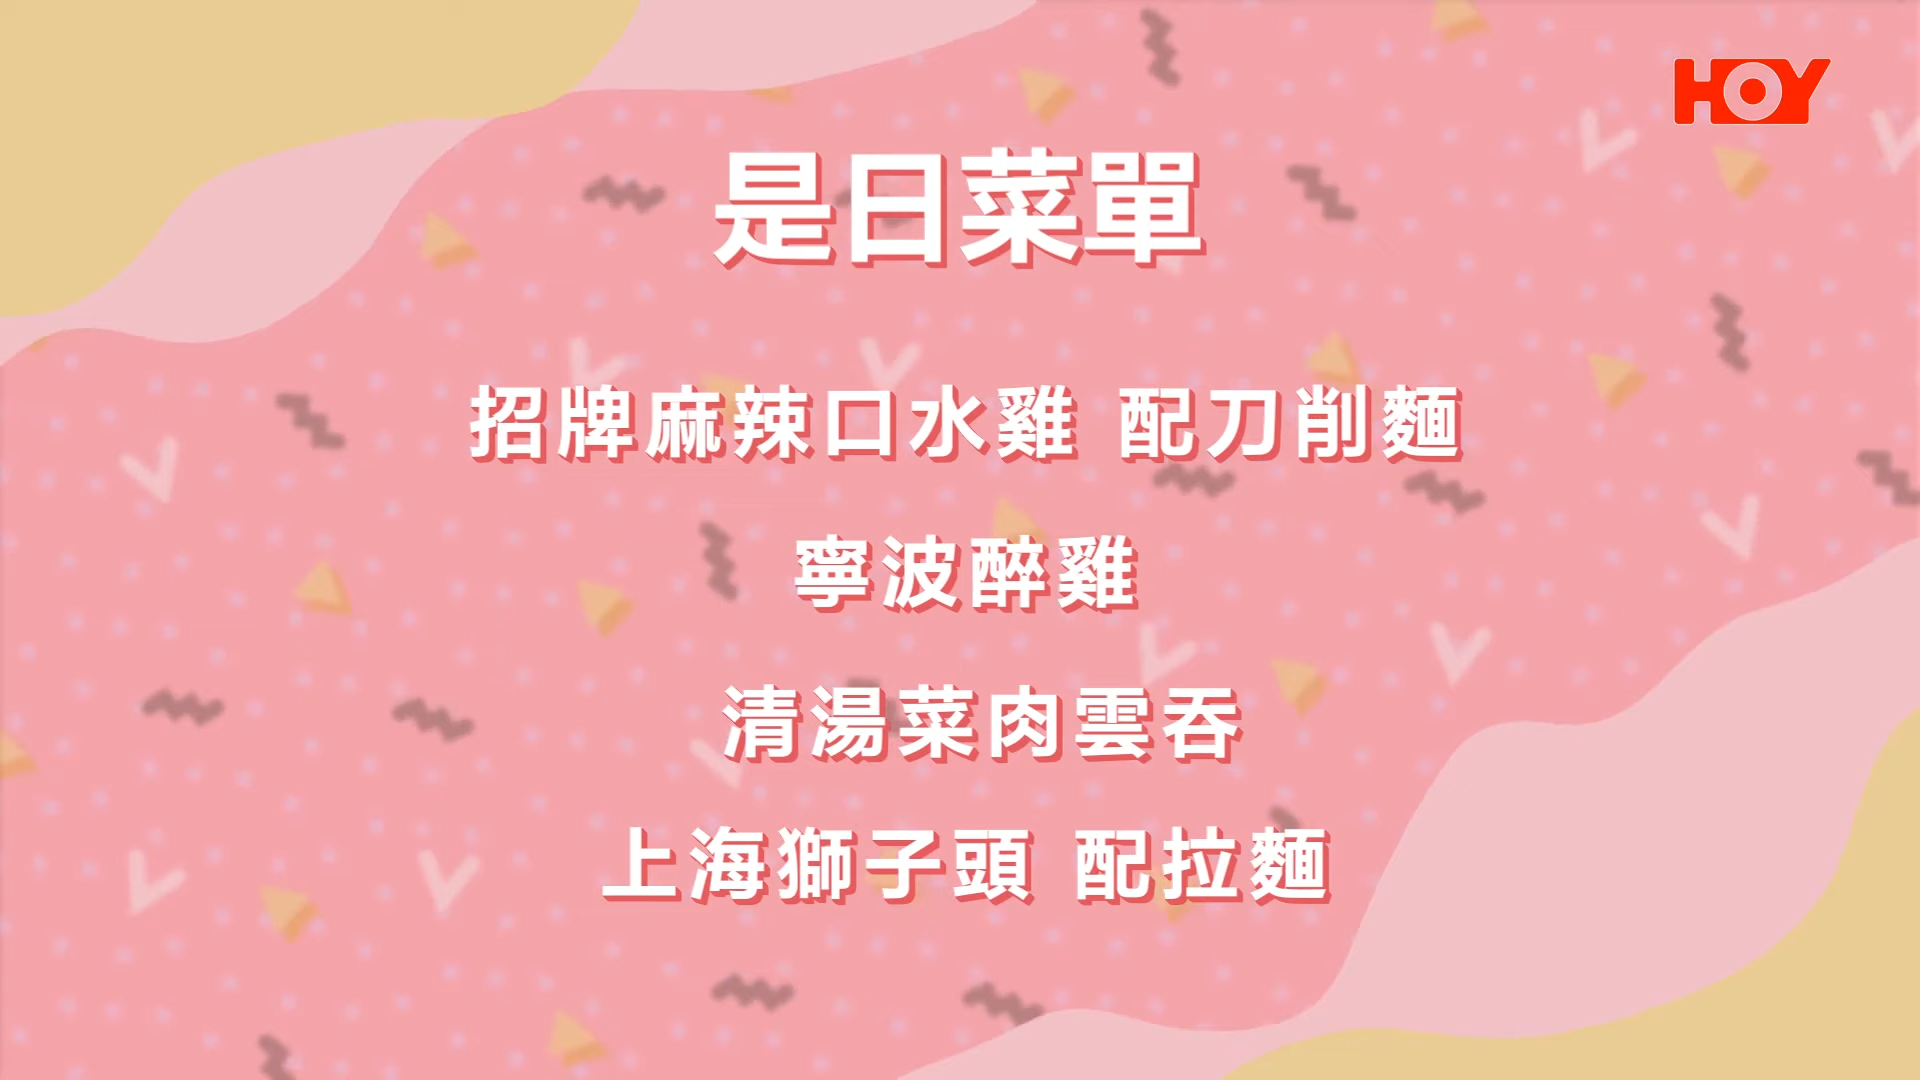 HOY
是日菜單
招牌麻辣口水雞 配刀削麵
寧波醉雞
清湯菜肉雲吞
上海獅子頭 配拉麵